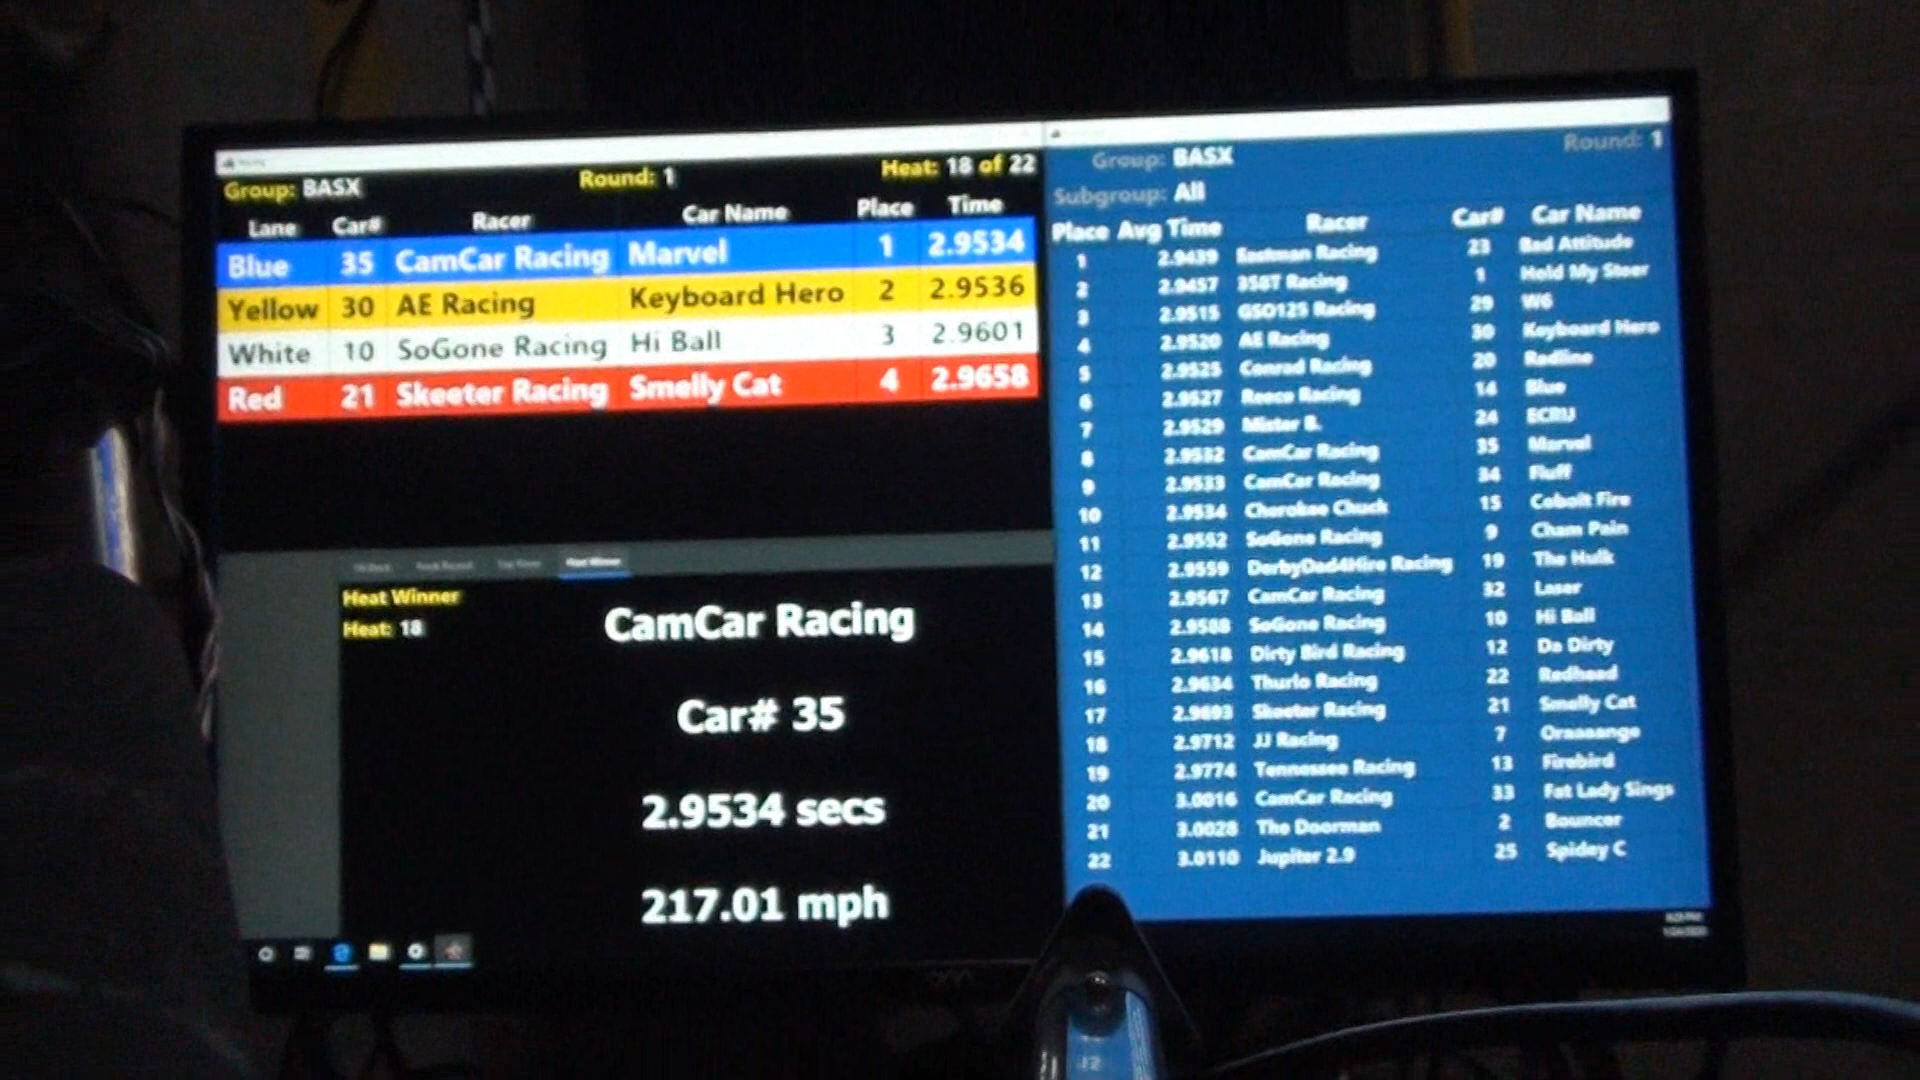 Group: BASX Round: 1 Heat: 18 of 22
Lane Car# Racer Car Name Place Time
Blue 35 CamCar Racing Marvel 1 2.9534
Yellow 30 AE Racing Keyboard Hero 2 2.9536
White 10 SoGone Racing Hi Ball 3 2.9601
Red 21 Skeeter Racing Smelly Cat 4 2.9658
Heat Winner
Heat: 18
CamCar Racing
Car# 35
2.9534 secs
217.01 mph
Group: BASX Round: 1
Subgroup: All
Place Avg Time Racer Car# Car Name
1 2.9439 Eastman Racing 23 Bad Attitude
2 2.9457 358T Racing 1 Hold My Steer
3 2.9515 GSO125 Racing 29 W6
4 2.9520 AE Racing 30 Keyboard Hero
5 2.9525 Conrad Racing 20 Redline
6 2.9527 Reece Racing 14 Blue
7 2.9529 Mister B. 24 ECRU
8 2.9532 CamCar Racing 35 Marvel
9 2.9533 CamCar Racing 34 Fluff
10 2.9534 Cherokee Chuck 15 Cobolt Fire
11 2.9552 SoGone Racing 9 Cham Pain
12 2.9559 DerbyDad4Hire Racing 19 The Hulk
13 2.9567 CamCar Racing 32 Laser
14 2.9588 SoGone Racing 10 Hi Ball
15 2.9618 Dirty Bird Racing 12 Da Dirty
16 2.9634 Thurlo Racing 22 Redhead
17 2.9693 Skeeter Racing 21 Smelly Cat
18 2.9712 JJ Racing 7 Oraaaange
19 2.9774 Tennessee Racing 13 Firebird
20 3.0016 CamCar Racing 33 Fat Lady Sings
21 3.0028 The Doorman 2 Bouncer
22 3.0110 Jupiter 2.9 25 Spidey C